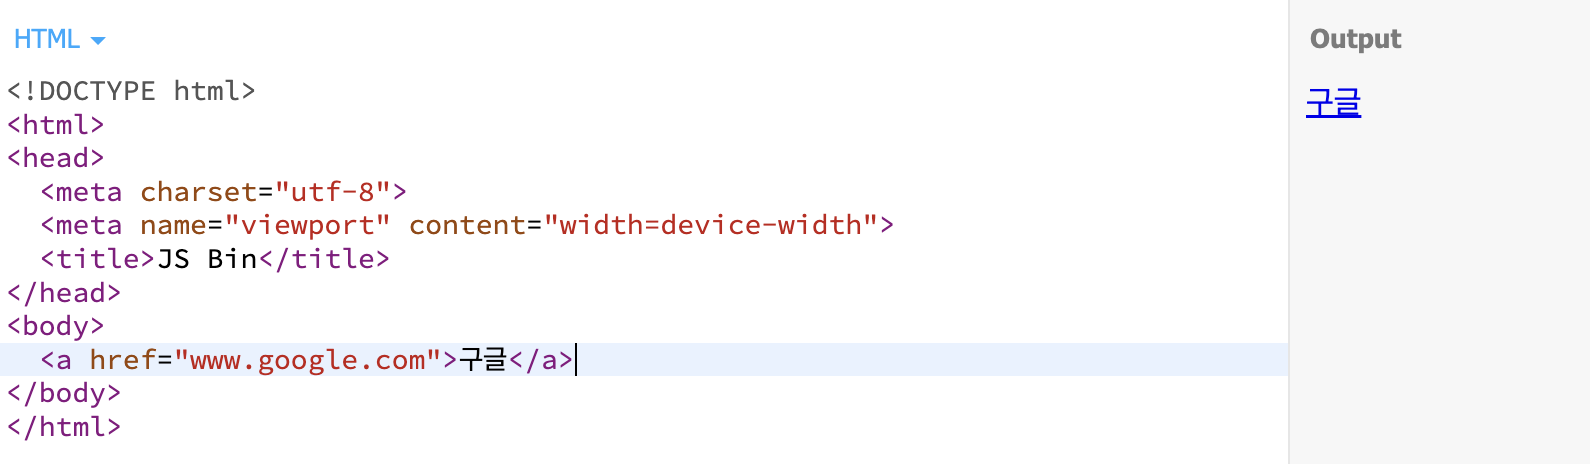 HTML
Output
<!DOCTYPE html>
<html>
<head>
  <meta charset="utf-8">
  <meta name="viewport" content="width=device-width">
  <title>JS Bin</title>
</head>
<body>
  <a href="www.google.com">구글</a>
</body>
</html>
구글